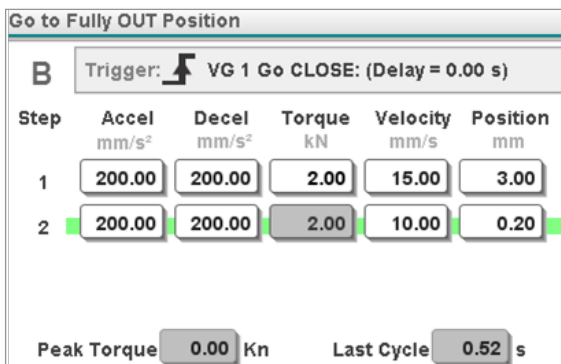 Go to Fully OUT Position
B Trigger: VG 1 Go CLOSE: (Delay = 0.00 s)
Step Accel Decel Torque Velocity Position
mm/s² mm/s² kN mm/s mm
1 200.00 200.00 2.00 15.00 3.00
2 200.00 200.00 2.00 10.00 0.20
Peak Torque 0.00 Kn Last Cycle 0.52 s